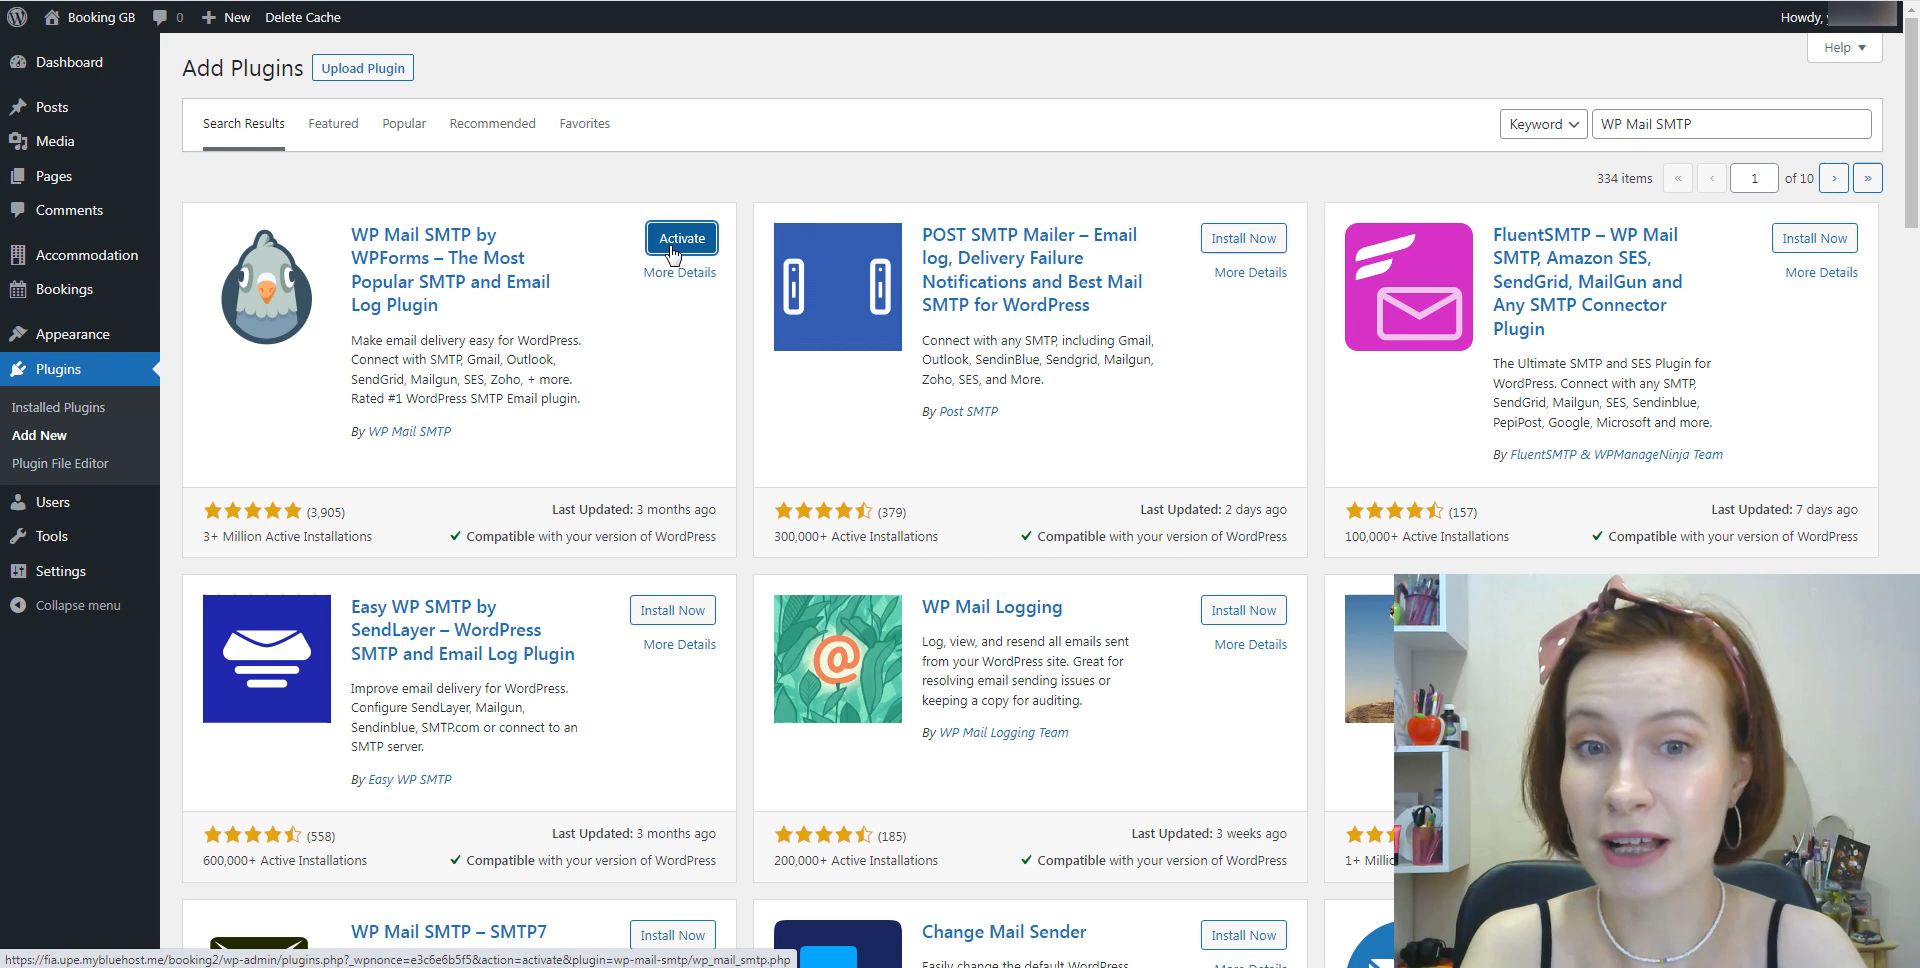 Booking GB
0
New
Delete Cache
Howdy,
Dashboard
Posts
Media
Pages
Comments
Accommodation
Bookings
Appearance
Plugins
Installed Plugins
Add New
Plugin File Editor
Users
Tools
Settings
Collapse menu
Help
Add Plugins
Upload Plugin
Search Results
Featured
Popular
Recommended
Favorites
Keyword
WP Mail SMTP
334 items
«
‹
1
of 10
›
»
WP Mail SMTP by
WPForms – The Most
Popular SMTP and Email
Log Plugin
Activate
More Details
Make email delivery easy for WordPress.
Connect with SMTP, Gmail, Outlook,
SendGrid, Mailgun, SES, Zoho, + more.
Rated #1 WordPress SMTP Email plugin.
By WP Mail SMTP
(3,905)
3+ Million Active Installations
Last Updated: 3 months ago
Compatible with your version of WordPress
POST SMTP Mailer – Email
log, Delivery Failure
Notifications and Best Mail
SMTP for WordPress
Install Now
More Details
Connect with any SMTP, including Gmail,
Outlook, SendinBlue, Sendgrid, Mailgun,
Zoho, SES, and More.
By Post SMTP
(379)
300,000+ Active Installations
Last Updated: 2 days ago
Compatible with your version of WordPress
FluentSMTP – WP Mail
SMTP, Amazon SES,
SendGrid, MailGun and
Any SMTP Connector
Plugin
Install Now
More Details
The Ultimate SMTP and SES Plugin for
WordPress. Connect with any SMTP,
SendGrid, Mailgun, SES, Sendinblue,
PepiPost, Google, Microsoft and more.
By FluentSMTP & WPManageNinja Team
(157)
100,000+ Active Installations
Last Updated: 7 days ago
Compatible with your version of WordPress
Easy WP SMTP by
SendLayer – WordPress
SMTP and Email Log Plugin
Install Now
More Details
Improve email delivery for WordPress.
Configure SendLayer, Mailgun,
Sendinblue, SMTP.com or connect to an
SMTP server.
By Easy WP SMTP
(558)
600,000+ Active Installations
Last Updated: 3 months ago
Compatible with your version of WordPress
WP Mail Logging
Install Now
More Details
Log, view, and resend all emails sent
from your WordPress site. Great for
resolving email sending issues or
keeping a copy for auditing.
By WP Mail Logging Team
@
(185)
200,000+ Active Installations
Last Updated: 3 weeks ago
Compatible with your version of WordPress
1+
WP Mail SMTP – SMTP7
Install Now
Change Mail Sender
Install Now
Easily change the default WordPress
More Details
https://fia.upe.mybluehost.me/booking2/wp-admin/plugins.php?_wpnonce=e3c6e6b5f5&action=activate&plugin=wp-mail-smtp/wp_mail_smtp.php